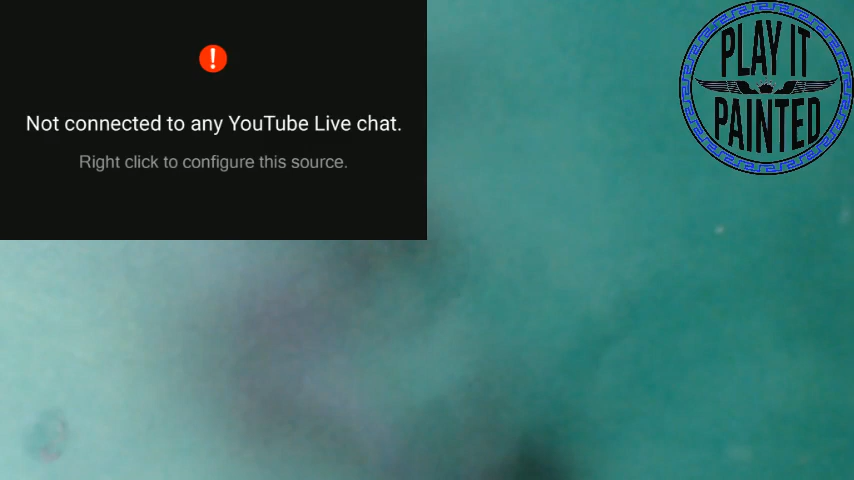 Not connected to any YouTube Live chat.
Right click to configure this source.
PLAY IT
PAINTED